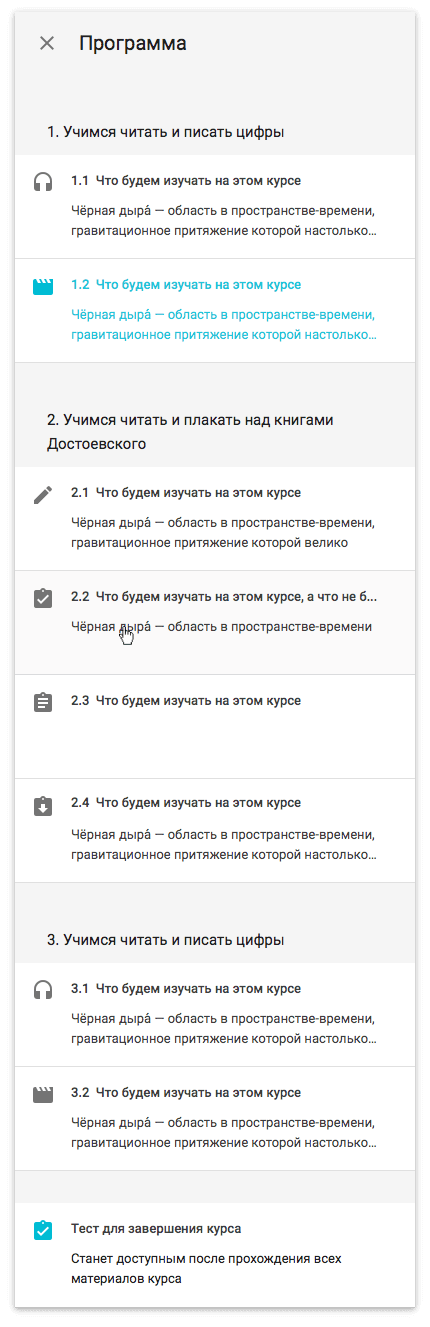 Программа
1. Учимся читать и писать цифры
1.1 Что будем изучать на этом курсе
Чёрная дыра́ — область в пространстве-времени,
гравитационное притяжение которой настолько…
1.2 Что будем изучать на этом курсе
Чёрная дыра́ — область в пространстве-времени,
гравитационное притяжение которой настолько…
2. Учимся читать и плакать над книгами
Достоевского
2.1 Что будем изучать на этом курсе
Чёрная дыра́ — область в пространстве-времени,
гравитационное притяжение которой велико
2.2 Что будем изучать на этом курсе, а что не б...
Чёрная дыра́ — область в пространстве-времени
2.3 Что будем изучать на этом курсе
2.4 Что будем изучать на этом курсе
Чёрная дыра́ — область в пространстве-времени,
гравитационное притяжение которой настолько…
3. Учимся читать и писать цифры
3.1 Что будем изучать на этом курсе
Чёрная дыра́ — область в пространстве-времени,
гравитационное притяжение которой настолько…
3.2 Что будем изучать на этом курсе
Чёрная дыра́ — область в пространстве-времени,
гравитационное притяжение которой настолько…
Тест для завершения курса
Станет доступным после прохождения всех
материалов курса